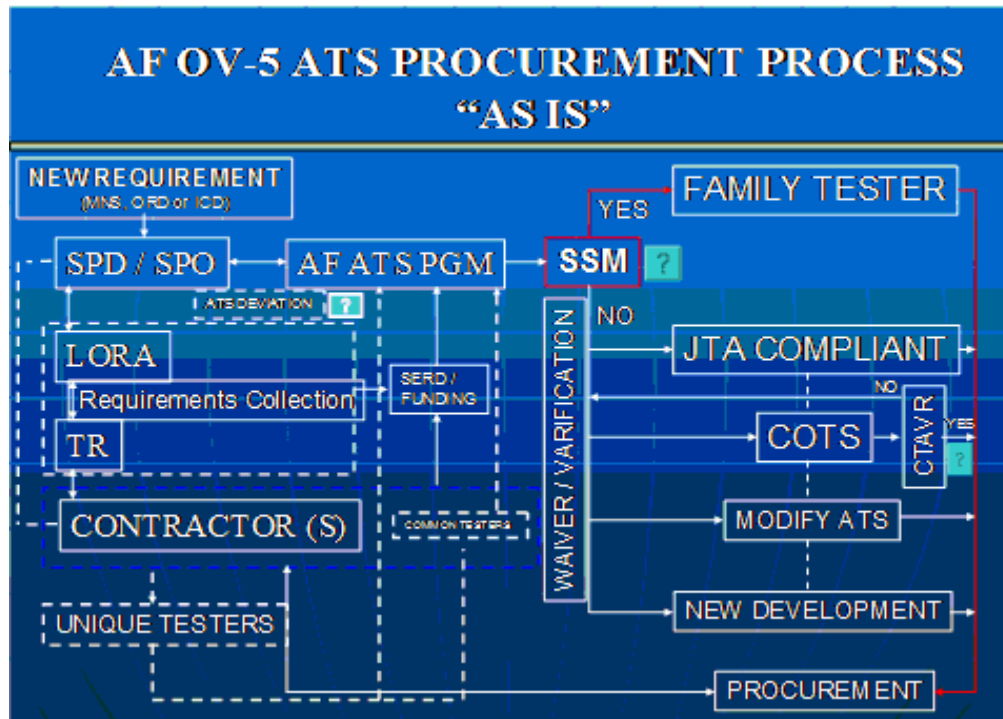 AF OV-5 ATS PROCUREMENT PROCESS
“AS IS”
NEW REQUIREMENT
(MNS, ORD or ICD)
FAMILY TESTER
YES
SPD / SPO
AF ATS PGM
SSM
?
ATS DEVIATION
?
NO
LORA
JTA COMPLIANT
Requirements Collection
SERD /
FUNDING
NO
TR
COTS
CTAVR
YES
?
WAIVER / VARIFICATION
CONTRACTOR (S)
COMMON TESTERS
MODIFY ATS
UNIQUE TESTERS
NEW DEVELOPMENT
PROCUREMENT